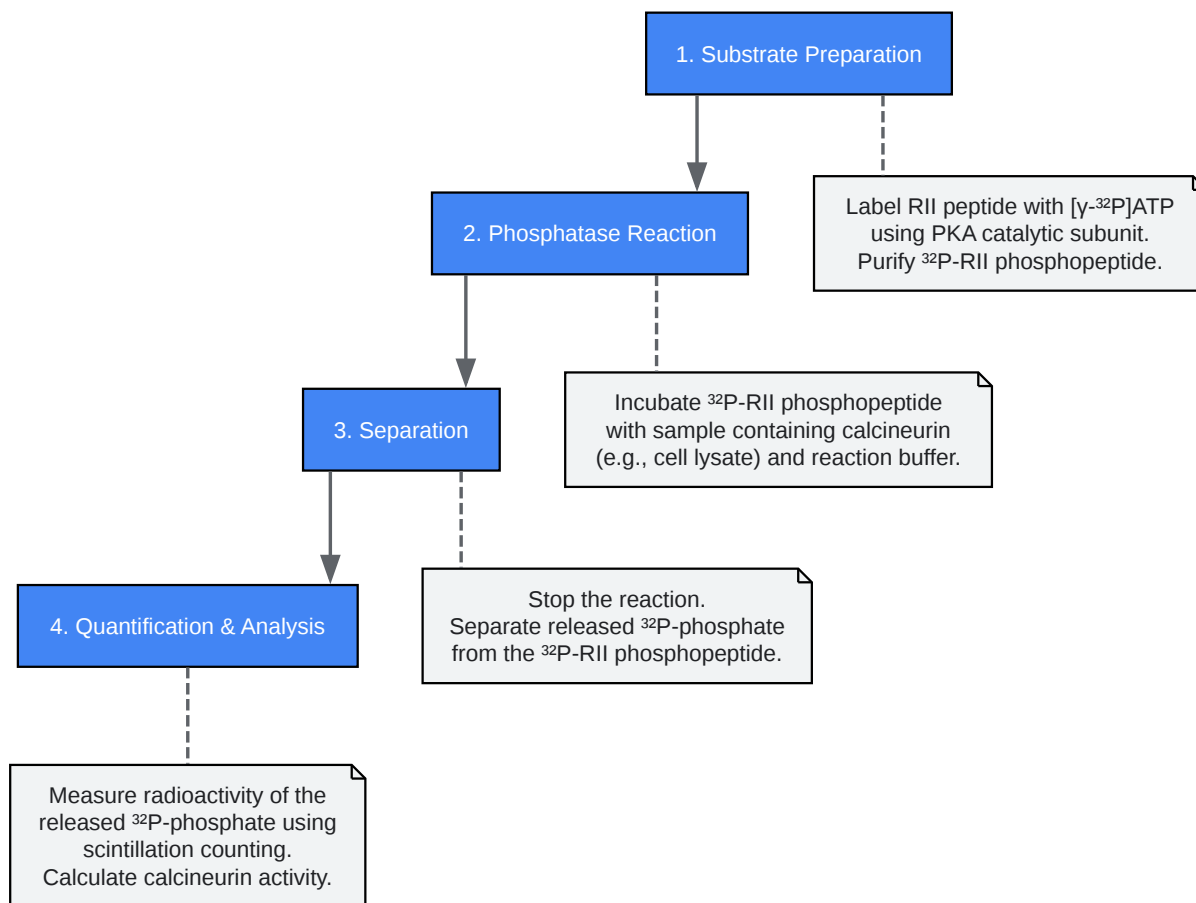 1. Substrate Preparation
Label RII peptide with [γ-³²P]ATP
using PKA catalytic subunit.
Purify ³²P-RII phosphopeptide.
2. Phosphatase Reaction
Incubate ³²P-RII phosphopeptide
with sample containing calcineurin
(e.g., cell lysate) and reaction buffer.
3. Separation
Stop the reaction.
Separate released ³²P-phosphate
from the ³²P-RII phosphopeptide.
4. Quantification & Analysis
Measure radioactivity of the
released ³²P-phosphate using
scintillation counting.
Calculate calcineurin activity.